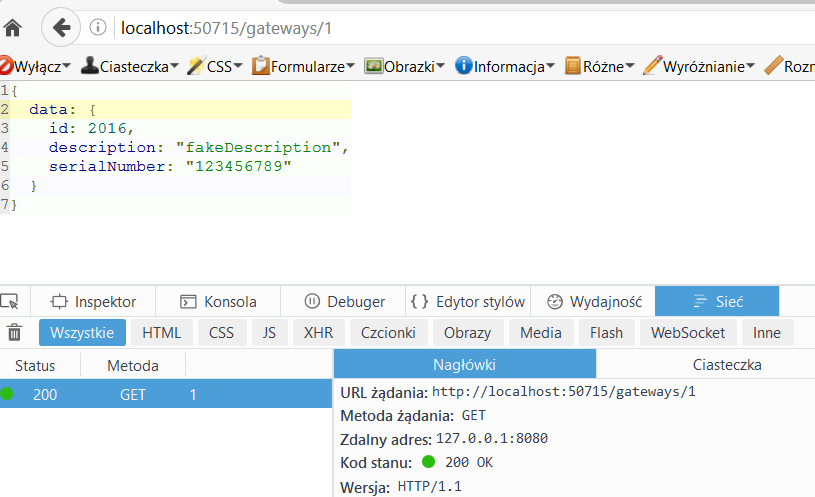 localhost:50715/gateways/1
Wyłącz Ciasteczka CSS Formularze Obrazki Informacja Różne Wyróżnianie
1 {
2 data: {
3 id: 2016,
4 description: "fakeDescription",
5 serialNumber: "123456789"
6 }
7 }
Inspektor Konsola Debuger { } Edytor stylów Wydajność Sieć
Wszystkie HTML CSS JS XHR Czcionki Obrazy Media Flash WebSocket Inne
Status Metoda Nagłówki Ciasteczka
200 GET 1
URL żądania: http://localhost:50715/gateways/1
Metoda żądania: GET
Zdalny adres: 127.0.0.1:8080
Kod stanu: 200 OK
Wersja: HTTP/1.1